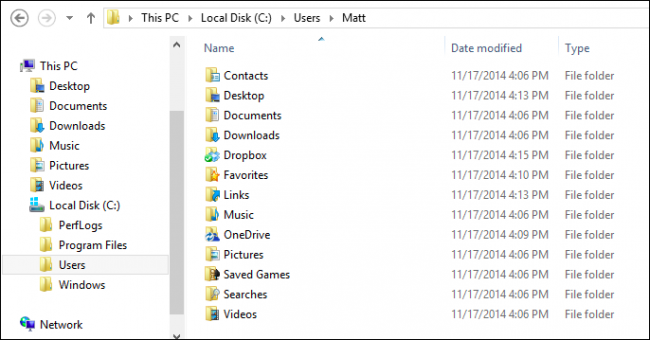 This PC Local Disk (C:) Users Matt
This PC
Desktop
Documents
Downloads
Music
Pictures
Videos
Local Disk (C:)
PerfLogs
Program Files
Users
Windows
Network
Name Date modified Type
Contacts 11/17/2014 4:06 PM File folder
Desktop 11/17/2014 4:13 PM File folder
Documents 11/17/2014 4:06 PM File folder
Downloads 11/17/2014 4:06 PM File folder
Dropbox 11/17/2014 4:15 PM File folder
Favorites 11/17/2014 4:10 PM File folder
Links 11/17/2014 4:13 PM File folder
Music 11/17/2014 4:06 PM File folder
OneDrive 11/17/2014 4:09 PM File folder
Pictures 11/17/2014 4:06 PM File folder
Saved Games 11/17/2014 4:06 PM File folder
Searches 11/17/2014 4:06 PM File folder
Videos 11/17/2014 4:06 PM File folder